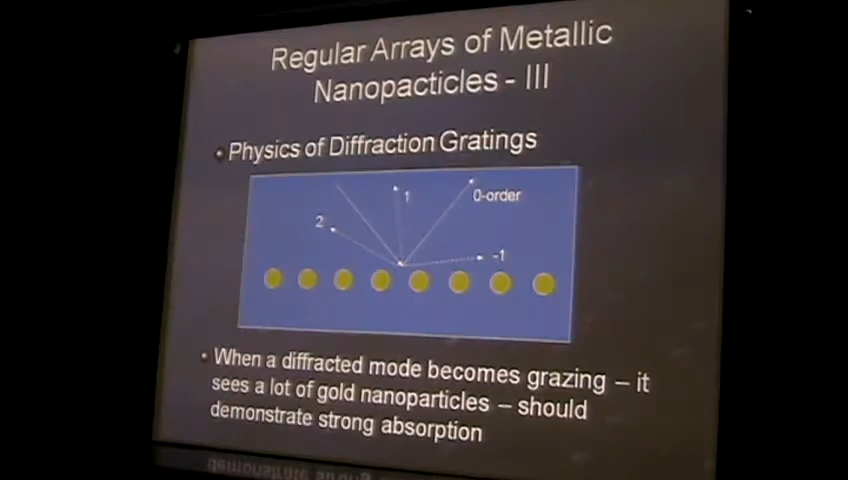 Regular Arrays of Metallic
Nanopacticles - III
• Physics of Diffraction Gratings
1
0-order
2
-1
• When a diffracted mode becomes grazing – it
sees a lot of gold nanoparticles – should
demonstrate strong absorption